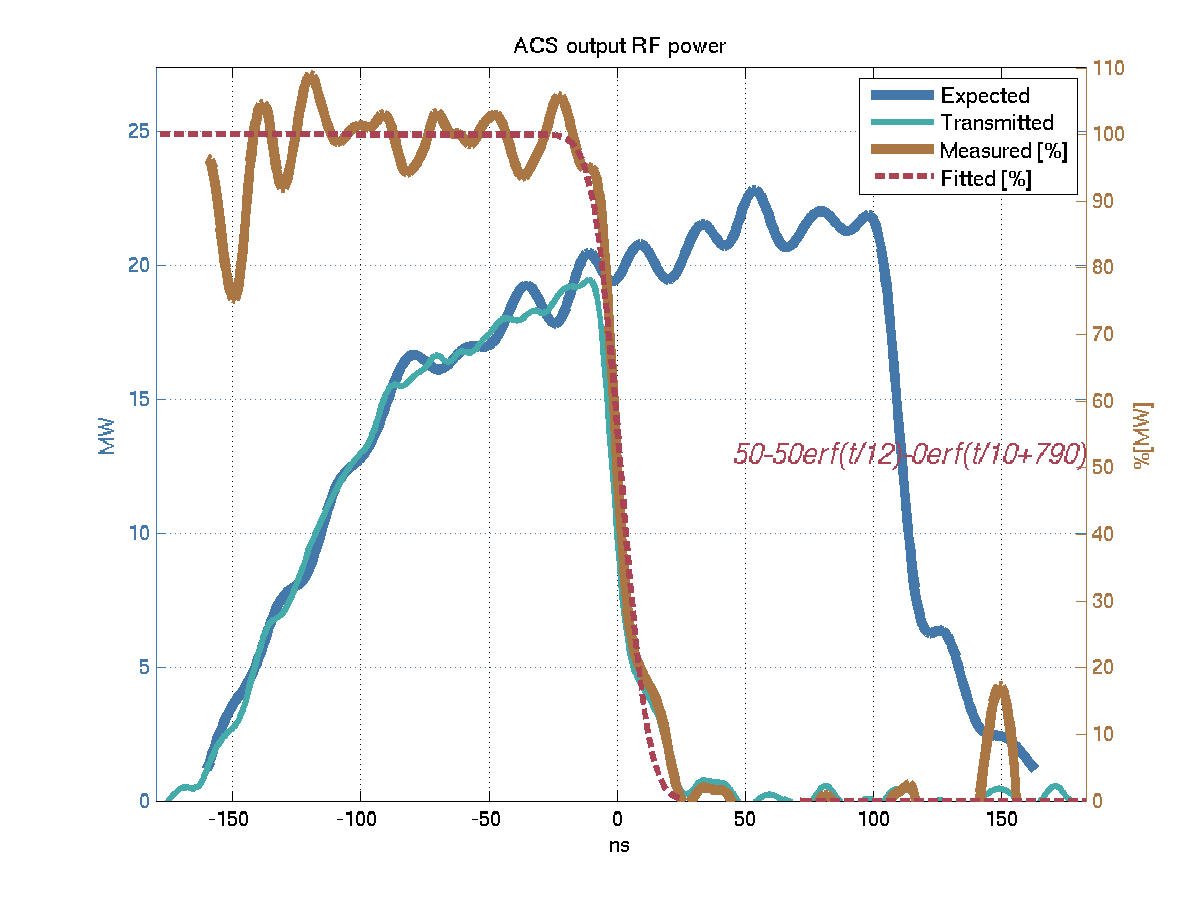 ACS output RF power
Expected
Transmitted
Measured [%]
Fitted [%]
MW
25
20
15
10
5
0
110
100
90
80
70
60
50
40
30
20
10
0
%[MW]
50-50erf(t/12)-0erf(t/10+790)
-150
-100
-50
0
50
100
150
ns